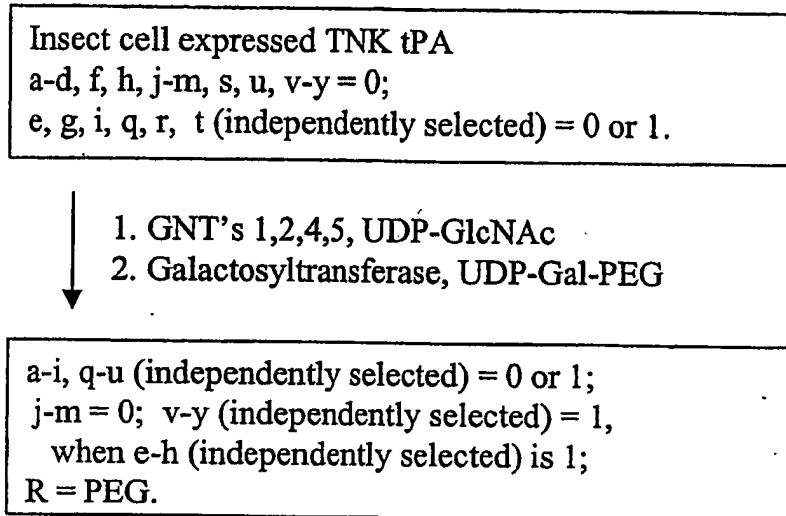 Insect cell expressed TNK tPA
a-d, f, h, j-m, s, u, v-y = 0;
e, g, i, q, r, t (independently selected) = 0 or 1.
1. GNT's 1,2,4,5, UDP-GlcNAc
2. Galactosyltransferase, UDP-Gal-PEG
a-i, q-u (independently selected) = 0 or 1;
j-m = 0; v-y (independently selected) = 1,
when e-h (independently selected) is 1;
R = PEG.